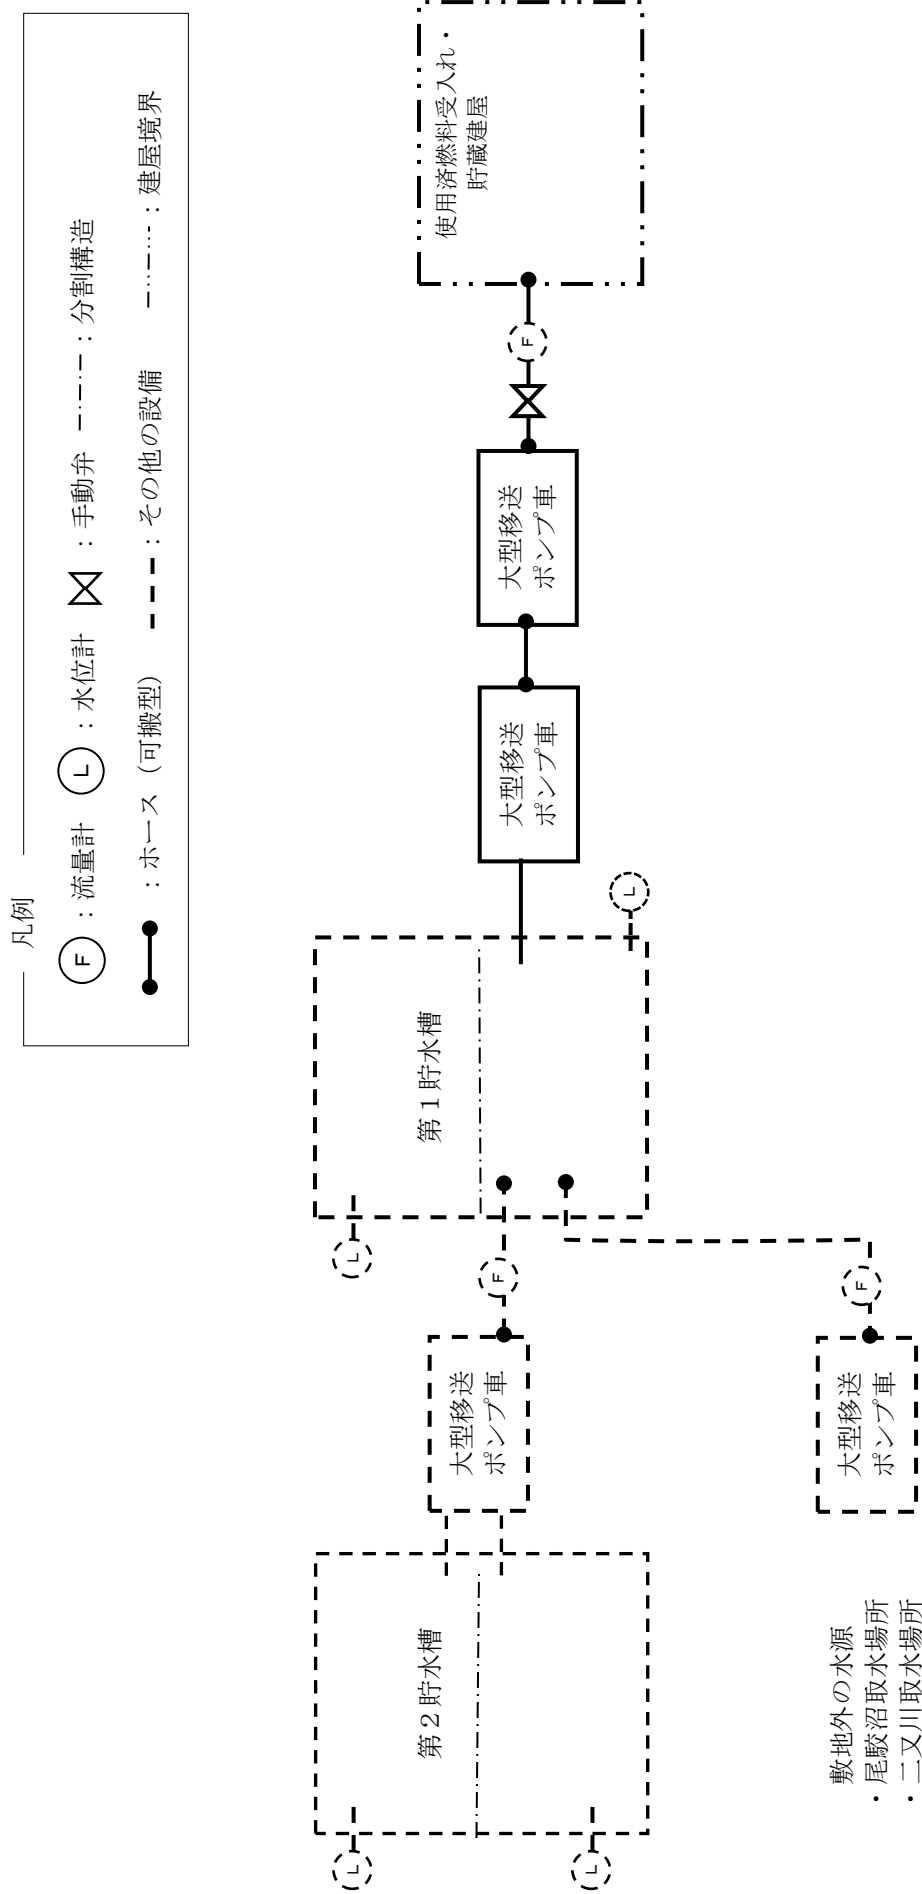 凡例
F ：流量計 L ：水位計 ：手動弁 ：分割構造
：ホース（可搬型） ：その他の設備 ：建屋境界
L
第２貯水槽
L
大型移送
ポンプ車
F
L
第１貯水槽
L
大型移送
ポンプ車
大型移送
ポンプ車
F
使用済燃料受入れ・
貯蔵建屋
敷地外の水源
・尾駮沼取水場所
・二又川取水場所
大型移送
ポンプ車
F